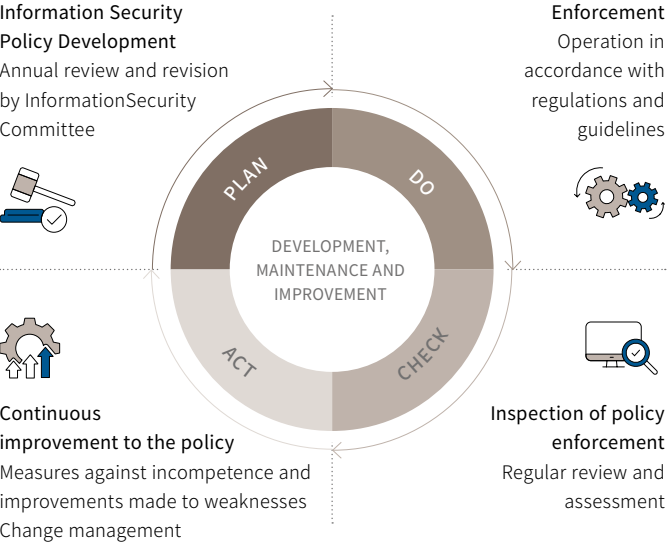 Information Security
Policy Development
Annual review and revision
by InformationSecurity
Committee
Enforcement
Operation in
accordance with
regulations and
guidelines
PLAN
DO
DEVELOPMENT,
MAINTENANCE AND
IMPROVEMENT
ACT
CHECK
Continuous
improvement to the policy
Measures against incompetence and
improvements made to weaknesses
Change management
Inspection of policy
enforcement
Regular review and
assessment